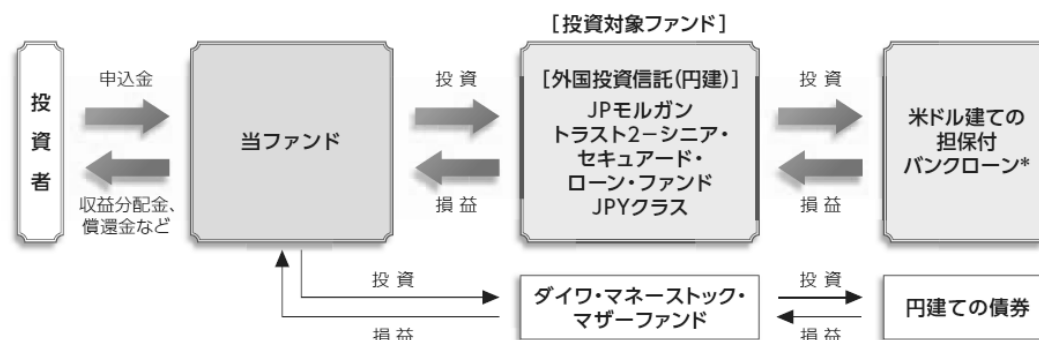 [投資対象ファンド]
投資者
申込金
収益分配金、
償還金など
当ファンド
投資
損益
[外国投資信託(円建)]
JPモルガン
トラスト2－シニア・
セキュアード・
ローン・ファンド
JPYクラス
投資
損益
米ドル建ての
担保付
バンクローン*
投資
損益
ダイワ・マネーストック・
マザーファンド
投資
損益
円建ての債券